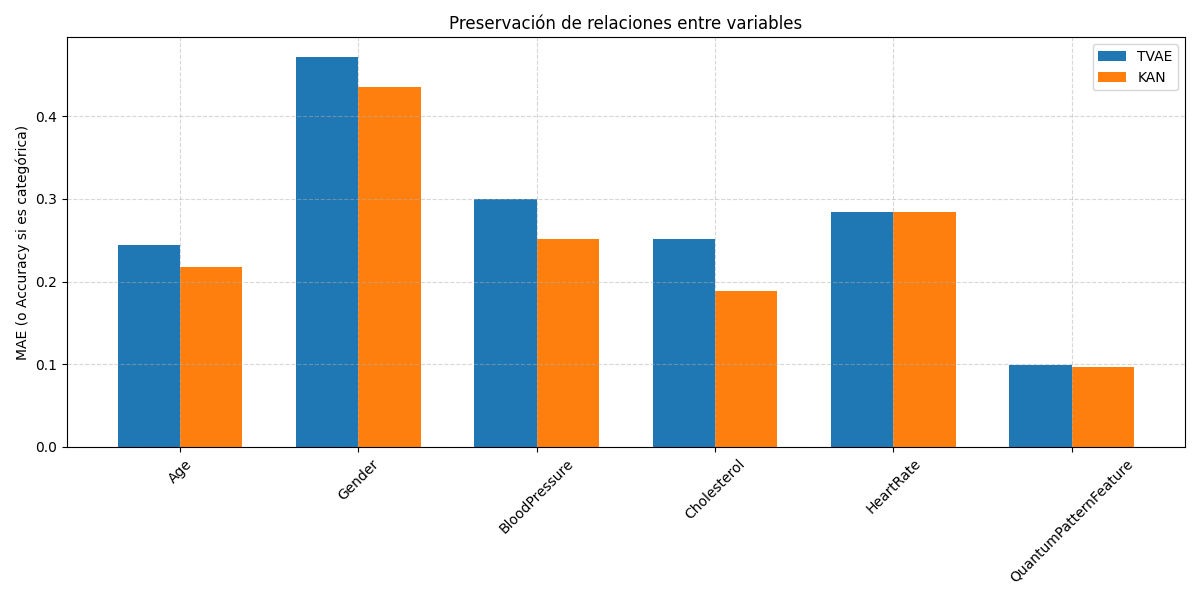 Preservación de relaciones entre variables
MAE (o Accuracy si es categórica)
0.4
0.3
0.2
0.1
0.0
TVAE
KAN
Age
Gender
BloodPressure
Cholesterol
HeartRate
QuantumPatternFeature